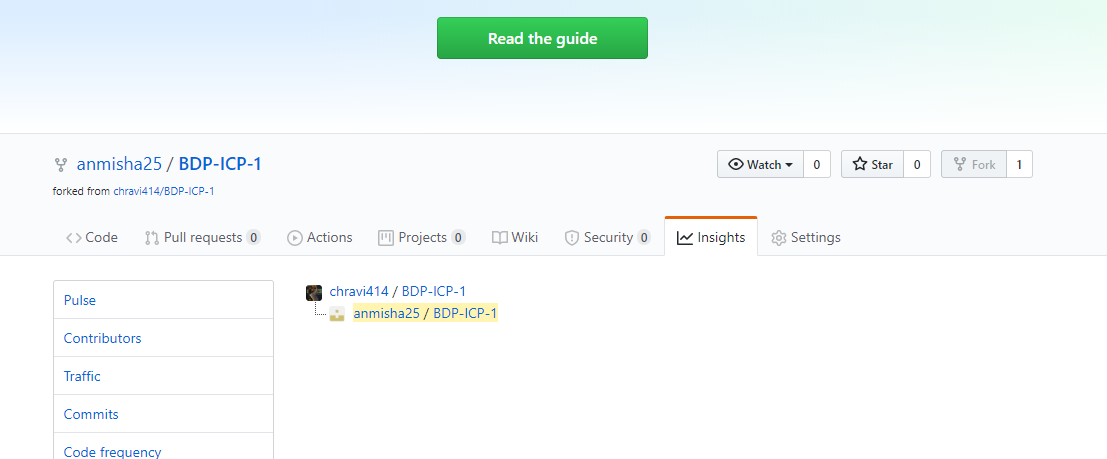 Read the guide
anmisha25 / BDP-ICP-1
Watch 0 Star 0 Fork 1
forked from chravi414/BDP-ICP-1
Code Pull requests 0 Actions Projects 0 Wiki Security 0 Insights Settings
Pulse
chravi414 / BDP-ICP-1
anmisha25 / BDP-ICP-1
Contributors
Traffic
Commits
Code frequency